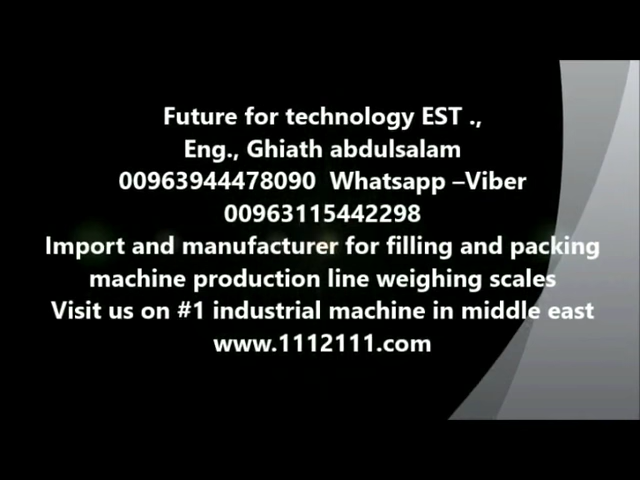 Future for technology EST .,
Eng., Ghiath abdulsalam
00963944478090  Whatsapp –Viber
00963115442298
Import and manufacturer for filling and packing
machine production line weighing scales
Visit us on #1 industrial machine in middle east
www.1112111.com